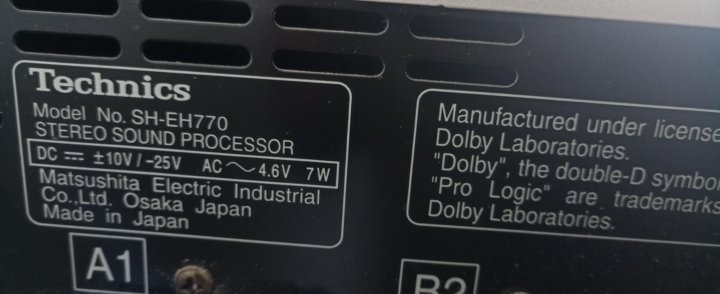 Technics
Model No. SH-EH770
STEREO SOUND PROCESSOR
DC ⎓ ±10V/-25V AC ～ 4.6V 7W
Matsushita Electric Industrial
Co.,Ltd. Osaka Japan
Made in Japan
A1
Manufactured under license
Dolby Laboratories.
"Dolby", the double-D symbol
"Pro Logic" are trademarks
Dolby Laboratories.
B2